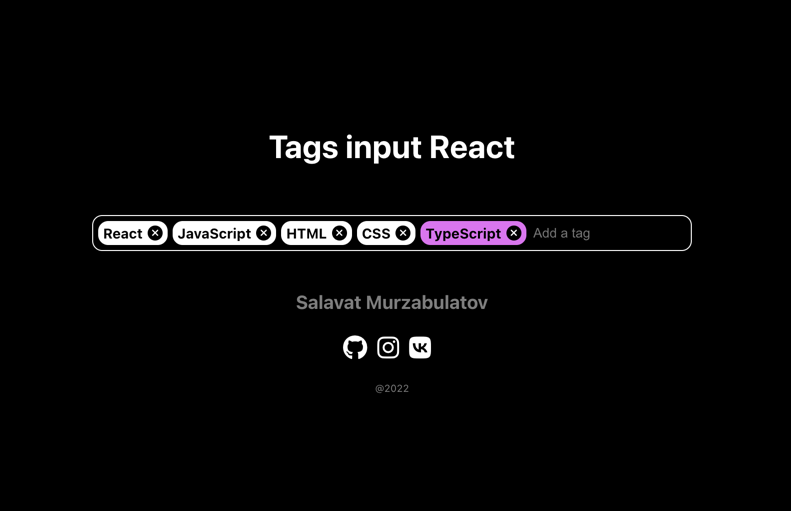 Tags input React
React JavaScript HTML CSS TypeScript Add a tag
Salavat Murzabulatov
@2022